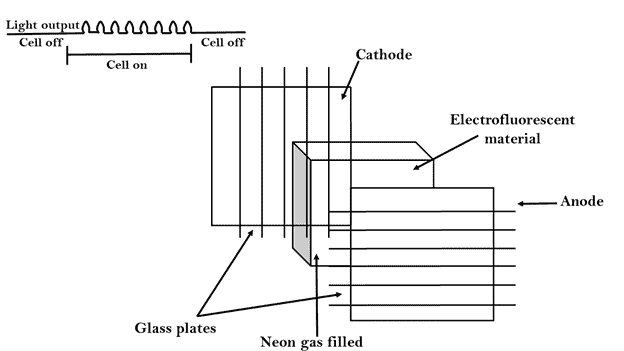 Light output
Cell off
Cell off
Cell on
Cathode
Electrofluorescent
material
Anode
Glass plates
Neon gas filled